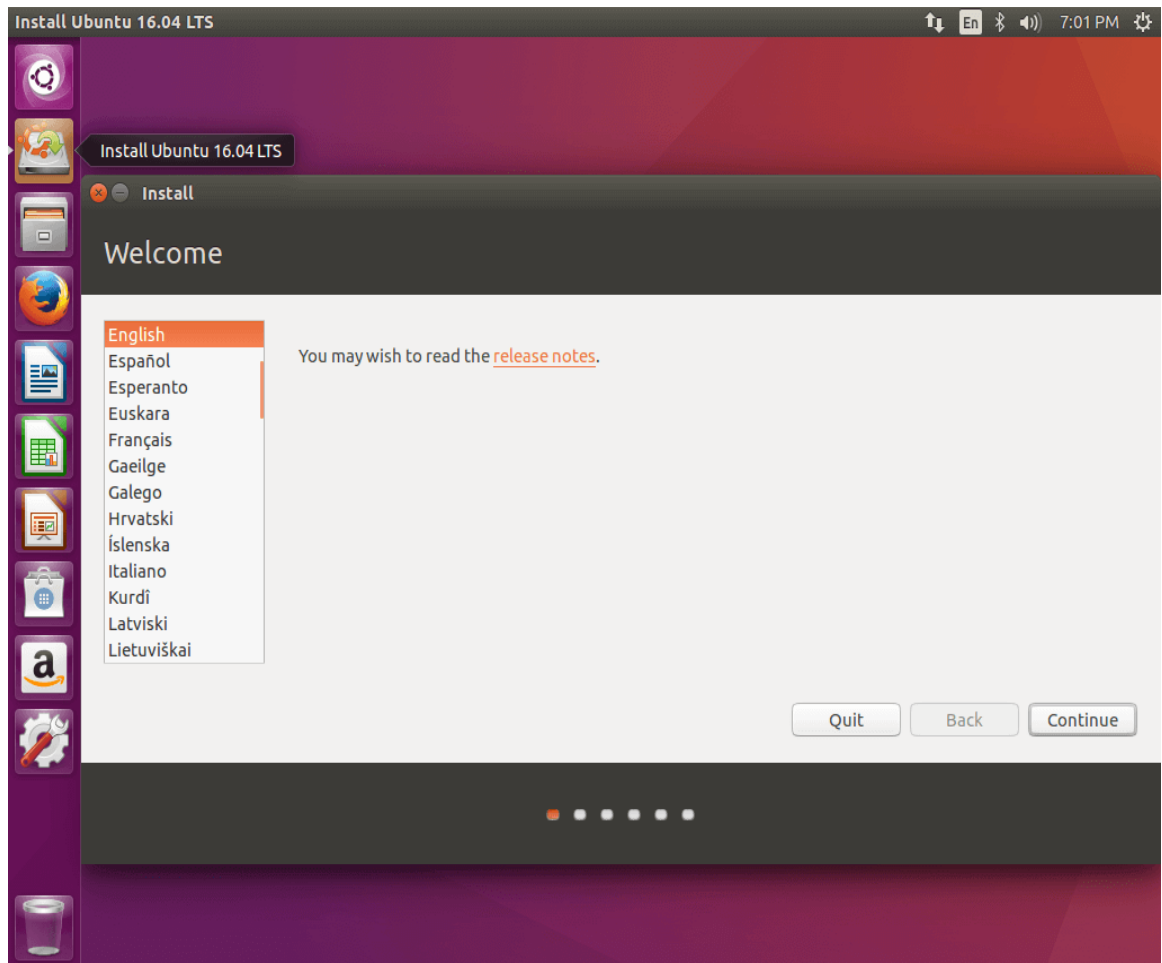 Install Ubuntu 16.04 LTS
En
7:01 PM
Install Ubuntu 16.04 LTS
Install
Welcome
English
Español
Esperanto
Euskara
Français
Gaeilge
Galego
Hrvatski
Íslenska
Italiano
Kurdî
Latviski
Lietuviškai
You may wish to read the release notes.
a
Quit
Back
Continue